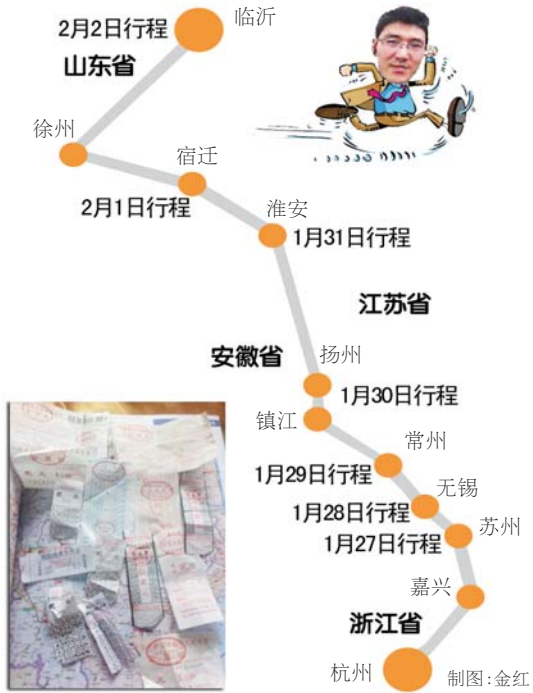 临沂
2月2日行程
山东省
徐州
宿迁
2月1日行程
淮安
1月31日行程
江苏省
安徽省
扬州
1月30日行程
镇江
常州
1月29日行程
无锡
1月28日行程
苏州
1月27日行程
嘉兴
浙江省
杭州
制图:金红